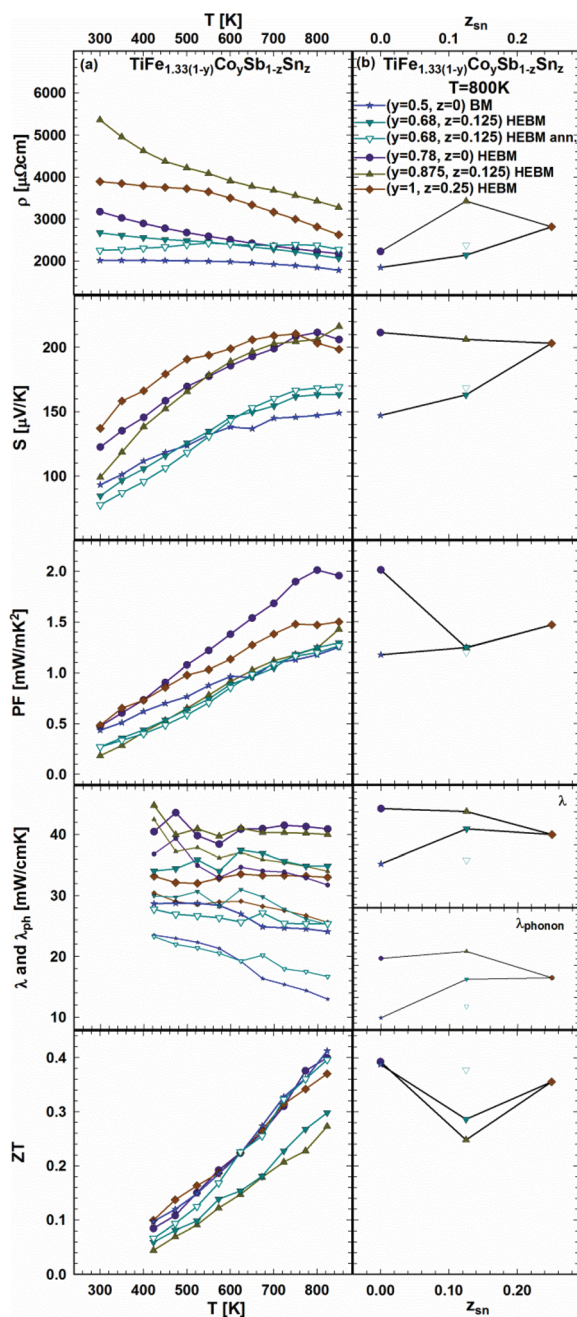 T [K]
300 400 500 600 700 800
z_sn
0.0 0.1 0.2
(a) TiFe1.33(1-y)CoySb1-zSnz
(b) TiFe1.33(1-y)CoySb1-zSnz
T=800K
(y=0.5, z=0) BM
(y=0.68, z=0.125) HEBM
(y=0.68, z=0.125) HEBM ann.
(y=0.78, z=0) HEBM
(y=0.875, z=0.125) HEBM
(y=1, z=0.25) HEBM
ρ [μΩcm]
6000
5000
4000
3000
2000
S [μV/K]
200
150
100
PF [mW/mK2]
2.0
1.5
1.0
0.5
0.0
λ and λph [mW/cmK]
40
30
20
10
λ
λphonon
ZT
0.4
0.3
0.2
0.1
0.0
300 400 500 600 700 800
T [K]
0.00 0.10 0.20
zsn